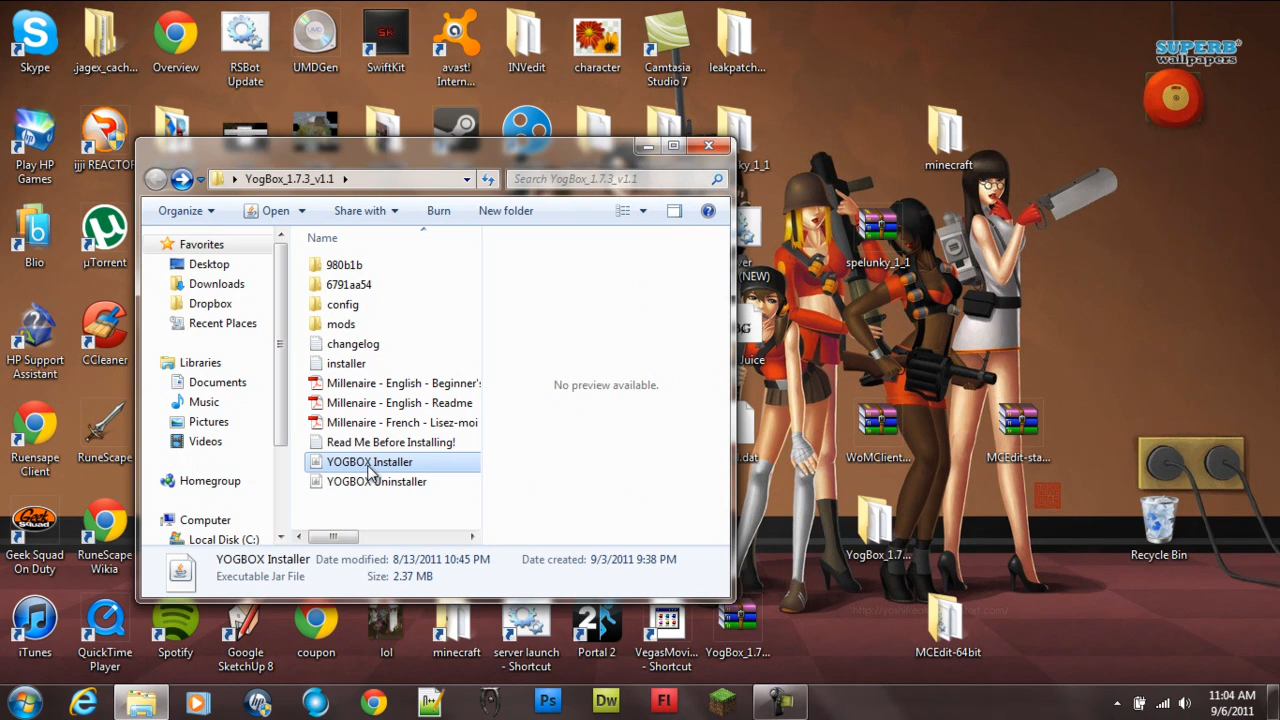 Skype
.jagex_cach...
Overview
RSBot
Update
UMDGen
SwiftKit
avast!
Intern...
INVedit
character
Camtasia
Studio 7
leakpatch...
SUPERB
wallpapers
Play HP
Games
ijji REACTOR
ky_1_1
minecraft
YogBox_1.7.3_v1.1
Search YogBox_1.7.3_v1.1
Organize
Open
Share with
Burn
New folder
Name
Favorites
Desktop
Downloads
Dropbox
Recent Places
Libraries
Documents
Music
Pictures
Videos
Homegroup
Computer
Local Disk (C:)
980b1b
6791aa54
config
mods
changelog
installer
Millenaire - English - Beginner's
Millenaire - English - Readme
Millenaire - French - Lisez-moi
Read Me Before Installing!
YOGBOX Installer
YOGBOX Uninstaller
No preview available.
YOGBOX Installer
Date modified: 8/13/2011 10:45 PM
Date created: 9/3/2011 9:38 PM
Executable Jar File
Size: 2.37 MB
Blio
µTorrent
ver
(NEW)
spelunky_1_1
HP Support
Assistant
CCleaner
Juice
Ruensape
Client
RuneScape
l.dat
WoMClient...
MCEdit-sta...
Geek Squad
On Duty
RuneScape
Wikia
YogBox_1.7...
Recycle Bin
iTunes
QuickTime
Player
Spotify
Google
SketchUp 8
coupon
lol
minecraft
server launch
- Shortcut
Portal 2
VegasMovi...
- Shortcut
YogBox_1.7...
MCEdit-64bit
11:04 AM
9/6/2011